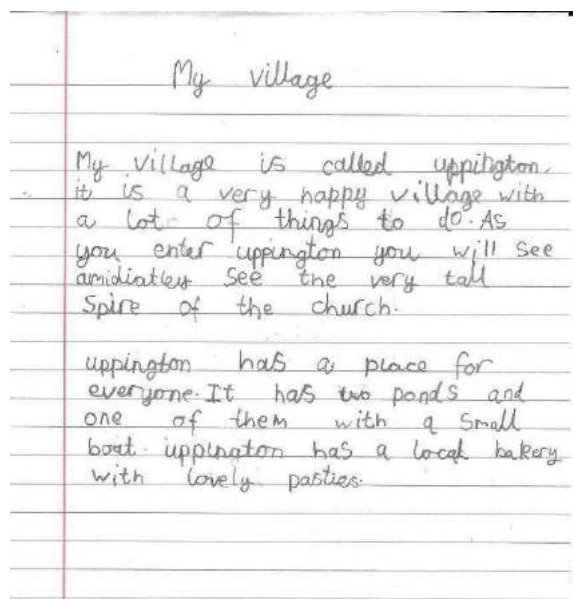 My village
My village is called uppington.
it is a very happy village with
a lot of things to do. As
you enter uppington you will see
amidiatley see the very tall
Spire of the church.
uppington has a place for
everyone. It has two ponds and
one of them with a small
boat. uppington has a local bakery
with lovely pasties.